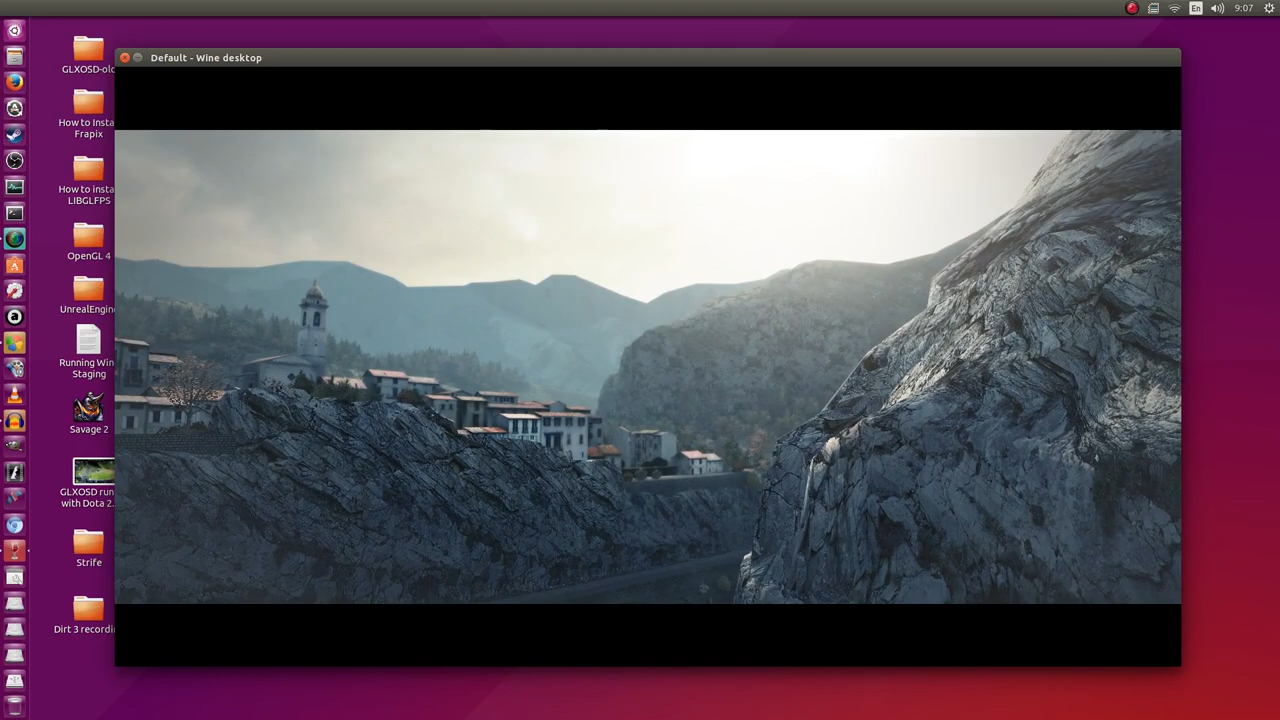 En
9:07
Default - Wine desktop
GLXOSD-old
How to Insta
Frapix
How to insta
LIBGLFPS
OpenGL 4
UnrealEngin
Running Win
Staging
Savage 2
GLXOSD run
with Dota 2.
Strife
Dirt 3 recordi